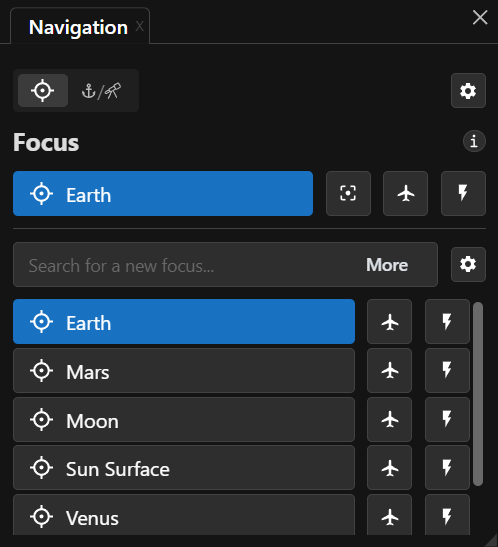 Navigation x
Focus
Earth
Search for a new focus... More
Earth
Mars
Moon
Sun Surface
Venus